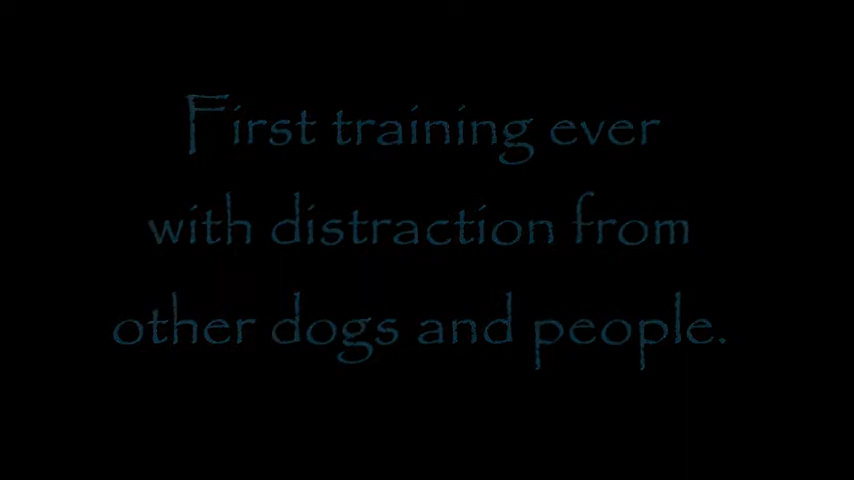 First training ever
with distraction from
other dogs and people.